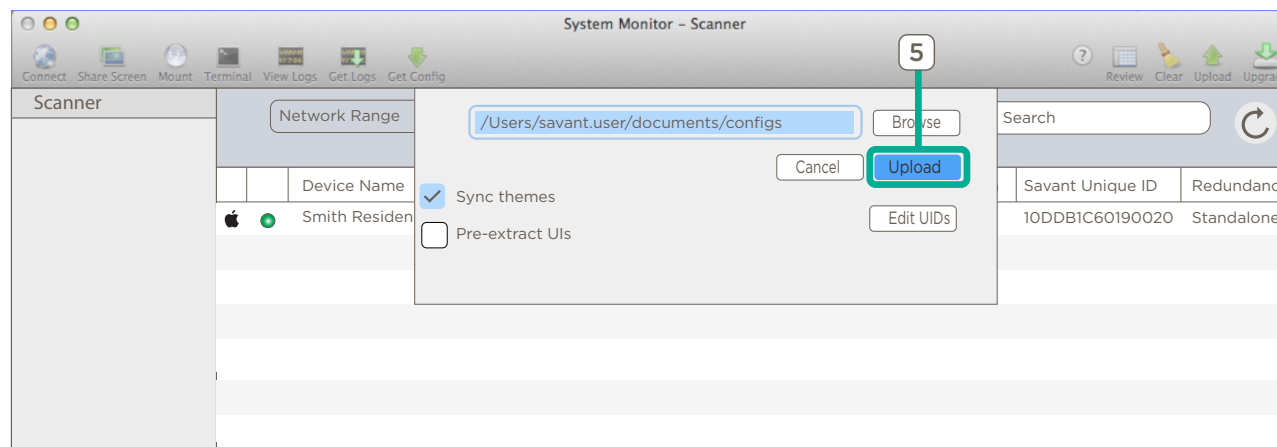 System Monitor – Scanner
5
Connect Share Screen Mount Terminal View Logs Get Logs Get Config
? Review Clear Upload Upgrad
Scanner
Network Range
/Users/savant.user/documents/configs
Browse
Search
Cancel
Upload
Sync themes
Edit UIDs
Pre-extract UIs
Device Name
Savant Unique ID
Redundanc
Smith Residen
10DDB1C60190020
Standalone